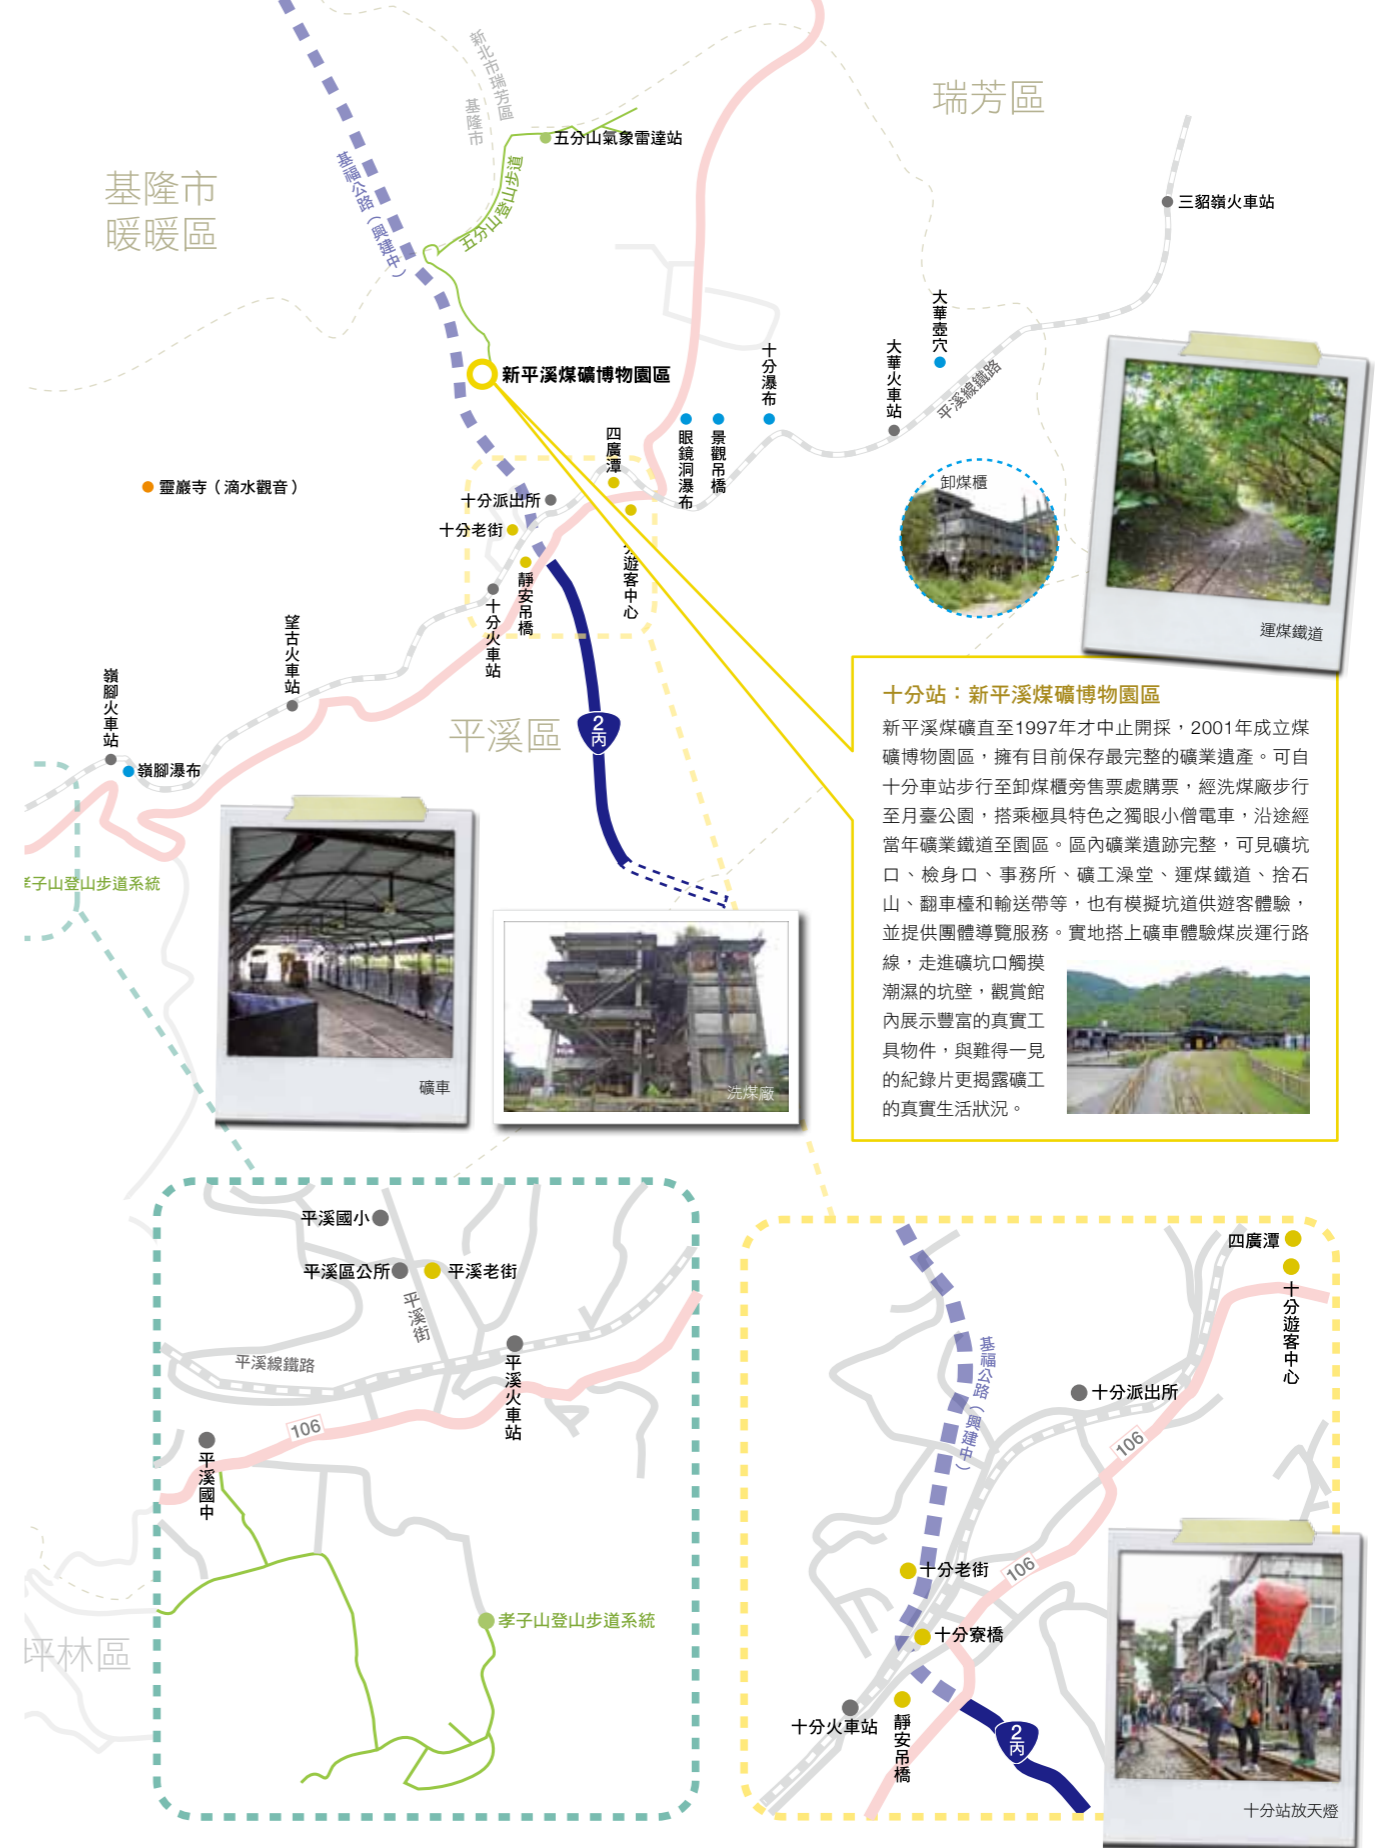 新北市瑞芳區
基隆市
瑞芳區
基隆市
暖暖區
五分山氣象雷達站
五分山登山步道
基福公路（興建中）
三貂嶺火車站
大華壺穴
大華火車站
平溪線鐵路
十分瀑布
新平溪煤礦博物園區
四廣潭
眼鏡洞瀑布
景觀吊橋
靈巖寺（滴水觀音）
十分派出所
十分老街
靜安吊橋
遊客中心
十分火車站
卸煤櫃
運煤鐵道
望古火車站
嶺腳火車站
嶺腳瀑布
平溪區
2
丙
孝子山登山步道系統
礦車
洗煤廠
十分站：新平溪煤礦博物園區
新平溪煤礦直至1997年才中止開採，2001年成立煤
礦博物園區，擁有目前保存最完整的礦業遺產。可自
十分車站步行至卸煤櫃旁售票處購票，經洗煤廠步行
至月臺公園，搭乘極具特色之獨眼小僧電車，沿途經
當年礦業鐵道至園區。區內礦業遺跡完整，可見礦坑
口、檢身口、事務所、礦工澡堂、運煤鐵道、捨石
山、翻車檯和輸送帶等，也有模擬坑道供遊客體驗，
並提供團體導覽服務。實地搭上礦車體驗煤炭運行路
線，走進礦坑口觸摸
潮濕的坑壁，觀賞館
內展示豐富的真實工
具物件，與難得一見
的紀錄片更揭露礦工
的真實生活狀況。
平溪國小
平溪區公所
平溪老街
平溪街
平溪線鐵路
平溪火車站
106
平溪國中
孝子山登山步道系統
坪林區
四廣潭
十分遊客中心
基福公路（興建中）
十分派出所
106
十分老街
106
十分寮橋
十分火車站
靜安吊橋
2
丙
十分站放天燈